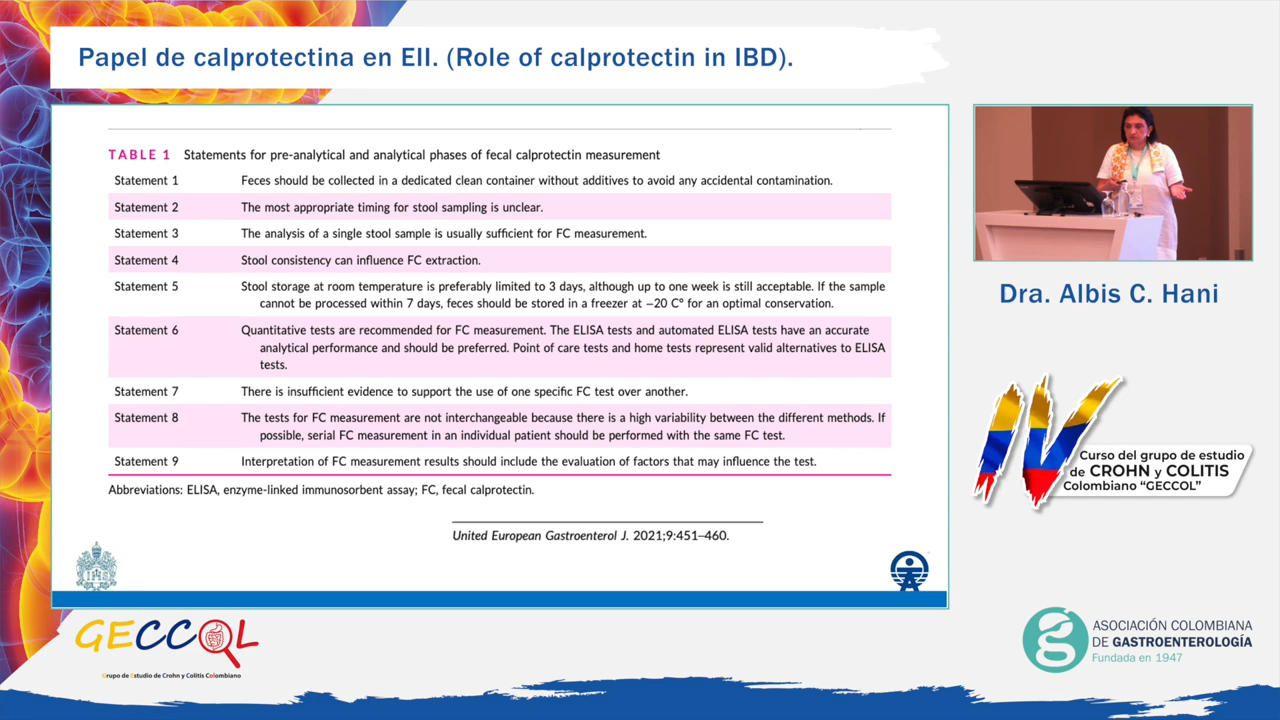 Papel de calprotectina en EII. (Role of calprotectin in IBD).
TABLE 1 Statements for pre-analytical and analytical phases of fecal calprotectin measurement
Statement 1 Feces should be collected in a dedicated clean container without additives to avoid any accidental contamination.
Statement 2 The most appropriate timing for stool sampling is unclear.
Statement 3 The analysis of a single stool sample is usually sufficient for FC measurement.
Statement 4 Stool consistency can influence FC extraction.
Statement 5 Stool storage at room temperature is preferably limited to 3 days, although up to one week is still acceptable. If the sample
cannot be processed within 7 days, feces should be stored in a freezer at −20 C° for an optimal conservation.
Statement 6 Quantitative tests are recommended for FC measurement. The ELISA tests and automated ELISA tests have an accurate
analytical performance and should be preferred. Point of care tests and home tests represent valid alternatives to ELISA
tests.
Statement 7 There is insufficient evidence to support the use of one specific FC test over another.
Statement 8 The tests for FC measurement are not interchangeable because there is a high variability between the different methods. If
possible, serial FC measurement in an individual patient should be performed with the same FC test.
Statement 9 Interpretation of FC measurement results should include the evaluation of factors that may influence the test.
Abbreviations: ELISA, enzyme-linked immunosorbent assay; FC, fecal calprotectin.
United European Gastroenterol J. 2021;9:451–460.
IHS
Dra. Albis C. Hani
IV
Curso del grupo de estudio
de CROHN y COLITIS
Colombiano “GECCOL”
GECCOL
Grupo de Estudio de Crohn y Colitis Colombiano
ASOCIACIÓN COLOMBIANA
DE GASTROENTEROLOGÍA
Fundada en 1947